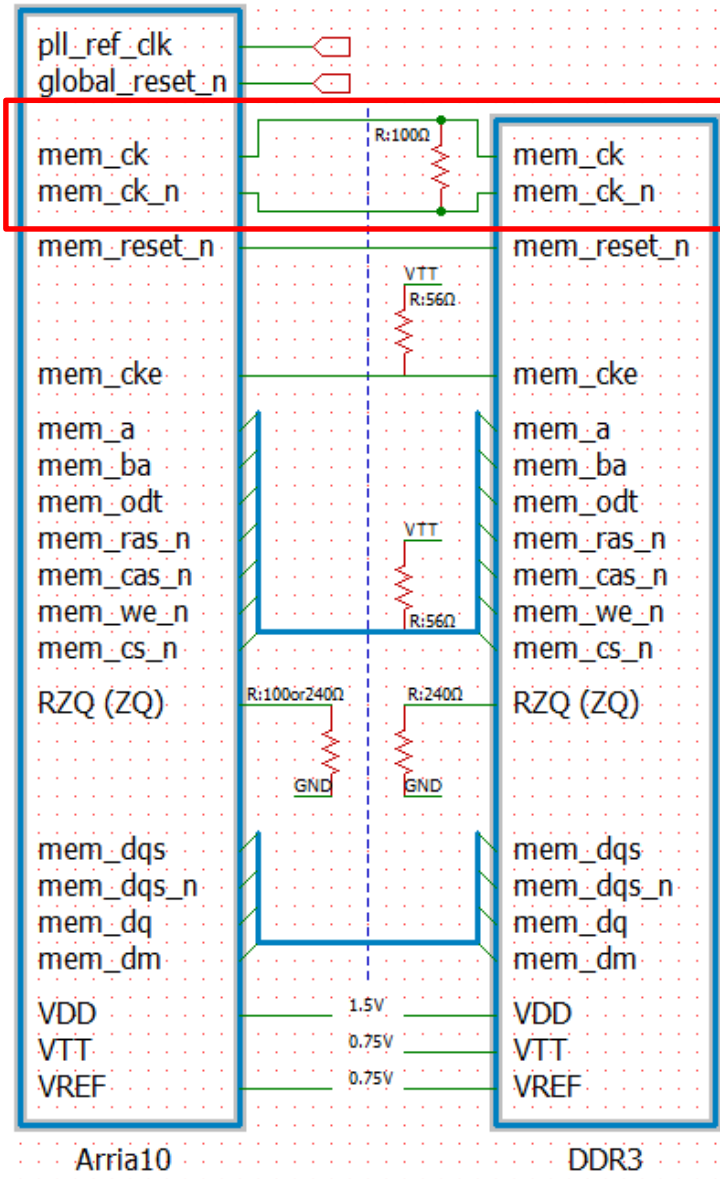 pll_ref_clk
global_reset_n
R:100Ω
mem_ck mem_ck
mem_ck_n mem_ck_n
mem_reset_n mem_reset_n
VTT
R:56Ω
mem_cke mem_cke
mem_a mem_a
mem_ba mem_ba
mem_odt mem_odt
VTT
mem_ras_n mem_ras_n
mem_cas_n mem_cas_n
mem_we_n mem_we_n
R:56Ω
mem_cs_n mem_cs_n
R:100or240Ω R:240Ω
RZQ (ZQ) RZQ (ZQ)
GND GND
mem_dqs mem_dqs
mem_dqs_n mem_dqs_n
mem_dq mem_dq
mem_dm mem_dm
VDD 1.5V VDD
VTT 0.75V VTT
VREF 0.75V VREF
Arria10 DDR3